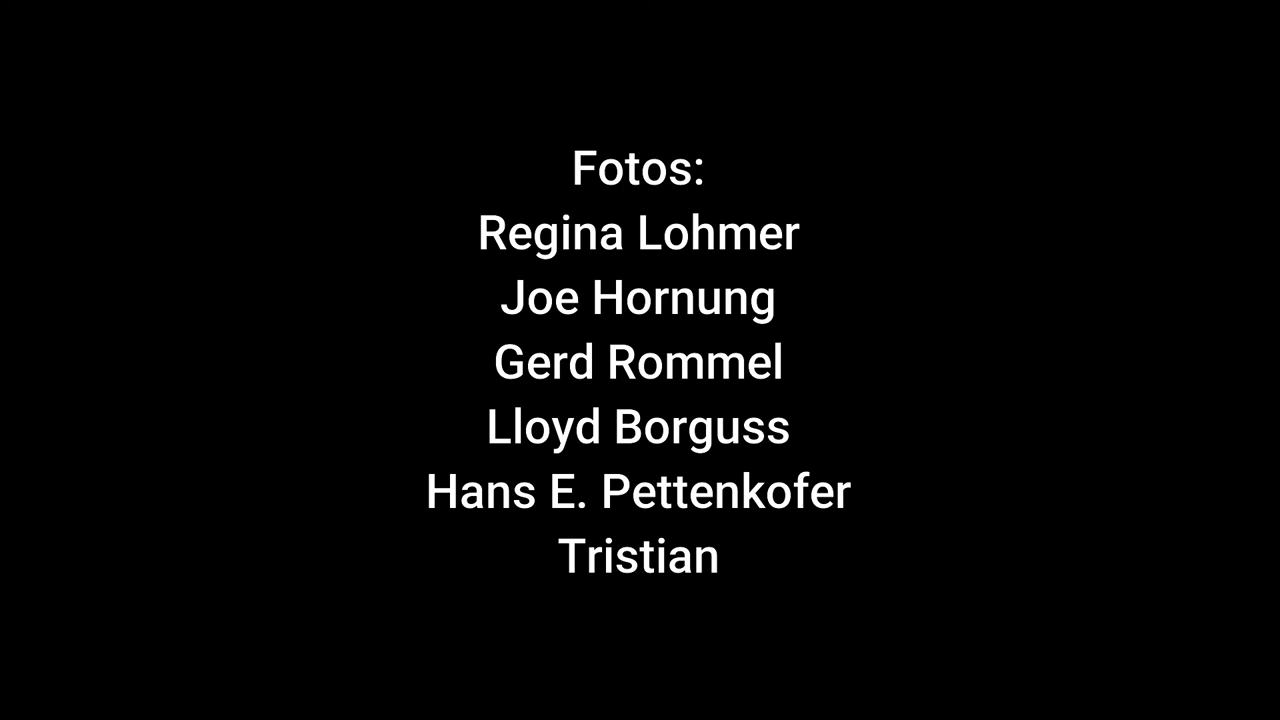 Fotos:
Regina Lohmer
Joe Hornung
Gerd Rommel
Lloyd Borguss
Hans E. Pettenkofer
Tristian